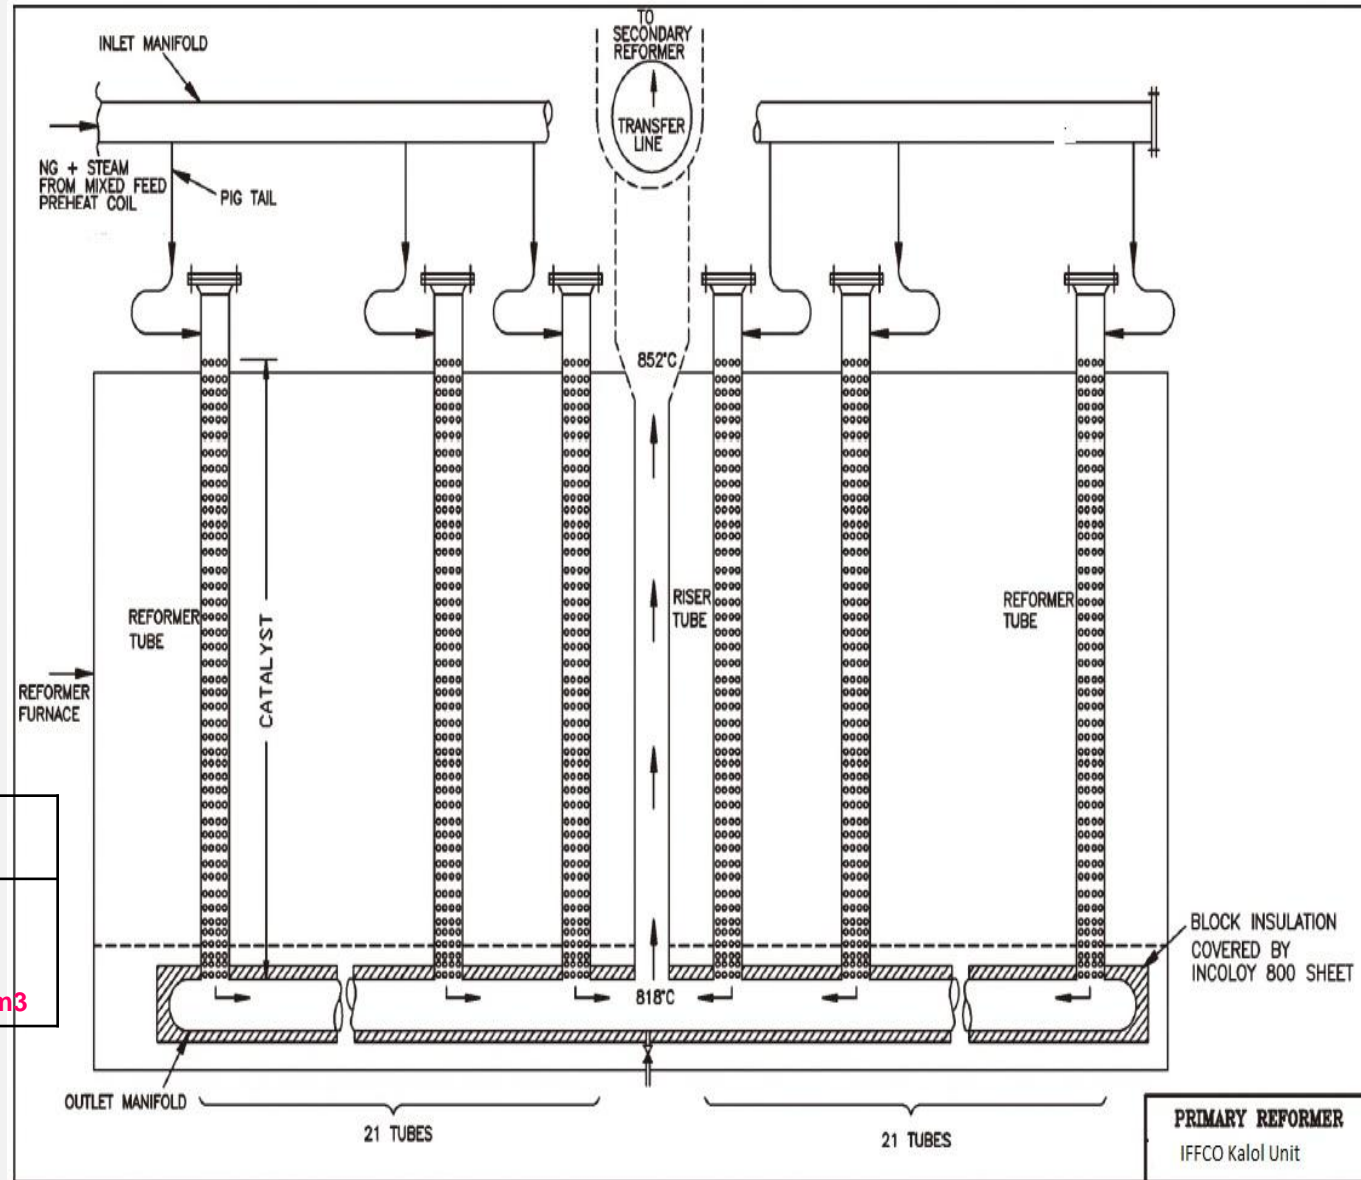 TO
SECONDARY
REFORMER
INLET MANIFOLD
TRANSFER
LINE
NG + STEAM
FROM MIXED FEED
PREHEAT COIL
PIG TAIL
852°C
REFORMER
TUBE
CATALYST
RISER
TUBE
REFORMER
TUBE
REFORMER
FURNACE
BLOCK INSULATION
COVERED BY
INCOLOY 800 SHEET
m3
818°C
OUTLET MANIFOLD
21 TUBES
21 TUBES
PRIMARY REFORMER
IFFCO Kalol Unit